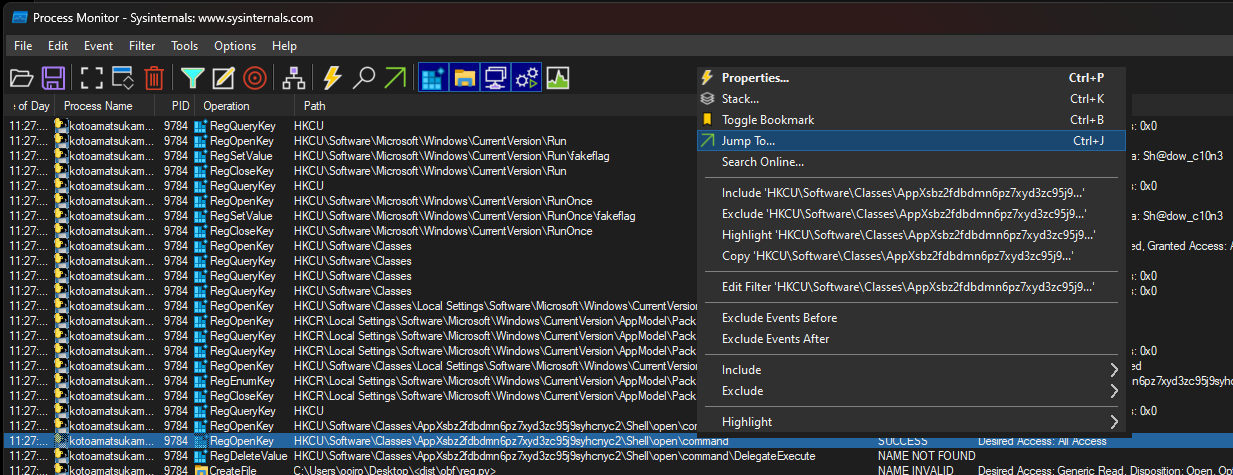 Process Monitor - Sysinternals: www.sysinternals.com
File Edit Event Filter Tools Options Help
of Day Process Name PID Operation Path
11:27:... kotoamatsukam... 9784 RegQueryKey HKCU : 0x0
11:27:... kotoamatsukam... 9784 RegOpenKey HKCU\Software\Microsoft\Windows\CurrentVersion\Run
11:27:... kotoamatsukam... 9784 RegSetValue HKCU\Software\Microsoft\Windows\CurrentVersion\Run\fakeflag a: Sh@dow_c10n3
11:27:... kotoamatsukam... 9784 RegCloseKey HKCU\Software\Microsoft\Windows\CurrentVersion\Run
11:27:... kotoamatsukam... 9784 RegQueryKey HKCU s: 0x0
11:27:... kotoamatsukam... 9784 RegOpenKey HKCU\Software\Microsoft\Windows\CurrentVersion\RunOnce
11:27:... kotoamatsukam... 9784 RegSetValue HKCU\Software\Microsoft\Windows\CurrentVersion\RunOnce\fakeflag a: Sh@dow_c10n3
11:27:... kotoamatsukam... 9784 RegCloseKey HKCU\Software\Microsoft\Windows\CurrentVersion\RunOnce
11:27:... kotoamatsukam... 9784 RegOpenKey HKCU\Software\Classes ed, Granted Access: A
11:27:... kotoamatsukam... 9784 RegQueryKey HKCU\Software\Classes s: 0x0
11:27:... kotoamatsukam... 9784 RegQueryKey HKCU\Software\Classes
11:27:... kotoamatsukam... 9784 RegQueryKey HKCU\Software\Classes s: 0x0
11:27:... kotoamatsukam... 9784 RegOpenKey HKCU\Software\Classes\Local Settings\Software\Microsoft\Windows\CurrentVersion
11:27:... kotoamatsukam... 9784 RegOpenKey HKCR\Local Settings\Software\Microsoft\Windows\CurrentVersion\AppModel\Pack
11:27:... kotoamatsukam... 9784 RegQueryKey HKCR\Local Settings\Software\Microsoft\Windows\CurrentVersion\AppModel\Pack
11:27:... kotoamatsukam... 9784 RegQueryKey HKCR\Local Settings\Software\Microsoft\Windows\CurrentVersion\AppModel\Pack s: 0x0
11:27:... kotoamatsukam... 9784 RegOpenKey HKCU\Software\Classes\Local Settings\Software\Microsoft\Windows\CurrentVersion ed
11:27:... kotoamatsukam... 9784 RegEnumKey HKCR\Local Settings\Software\Microsoft\Windows\CurrentVersion\AppModel\Pack n6pz7xyd3zc95j9syhc
11:27:... kotoamatsukam... 9784 RegCloseKey HKCR\Local Settings\Software\Microsoft\Windows\CurrentVersion\AppModel\Pack
11:27:... kotoamatsukam... 9784 RegQueryKey HKCU s: 0x0
11:27:... kotoamatsukam... 9784 RegOpenKey HKCU\Software\Classes\AppXsbz2fdbdmn6pz7xyd3zc95j9syhcnyc2\Shell\open\com
11:27:... kotoamatsukam... 9784 RegOpenKey HKCU\Software\Classes\AppXsbz2fdbdmn6pz7xyd3zc95j9syhcnyc2\Shell\open\command SUCCESS Desired Access: All Access
11:27:... kotoamatsukam... 9784 RegDeleteValue HKCU\Software\Classes\AppXsbz2fdbdmn6pz7xyd3zc95j9syhcnyc2\Shell\open\command\DelegateExecute NAME NOT FOUND
11:27:... kotoamatsukam... 9784 CreateFile C:\Users\ojoro\Desktop\<dist\obf\reg.py> NAME INVALID Desired Access: Generic Read, Disposition: Open, Opt
Properties... Ctrl+P
Stack... Ctrl+K
Toggle Bookmark Ctrl+B
Jump To... Ctrl+J
Search Online...
Include 'HKCU\Software\Classes\AppXsbz2fdbdmn6pz7xyd3zc95j9...'
Exclude 'HKCU\Software\Classes\AppXsbz2fdbdmn6pz7xyd3zc95j9...'
Highlight 'HKCU\Software\Classes\AppXsbz2fdbdmn6pz7xyd3zc95j9...'
Copy 'HKCU\Software\Classes\AppXsbz2fdbdmn6pz7xyd3zc95j9...'
Edit Filter 'HKCU\Software\Classes\AppXsbz2fdbdmn6pz7xyd3zc95j9...'
Exclude Events Before
Exclude Events After
Include
Exclude
Highlight